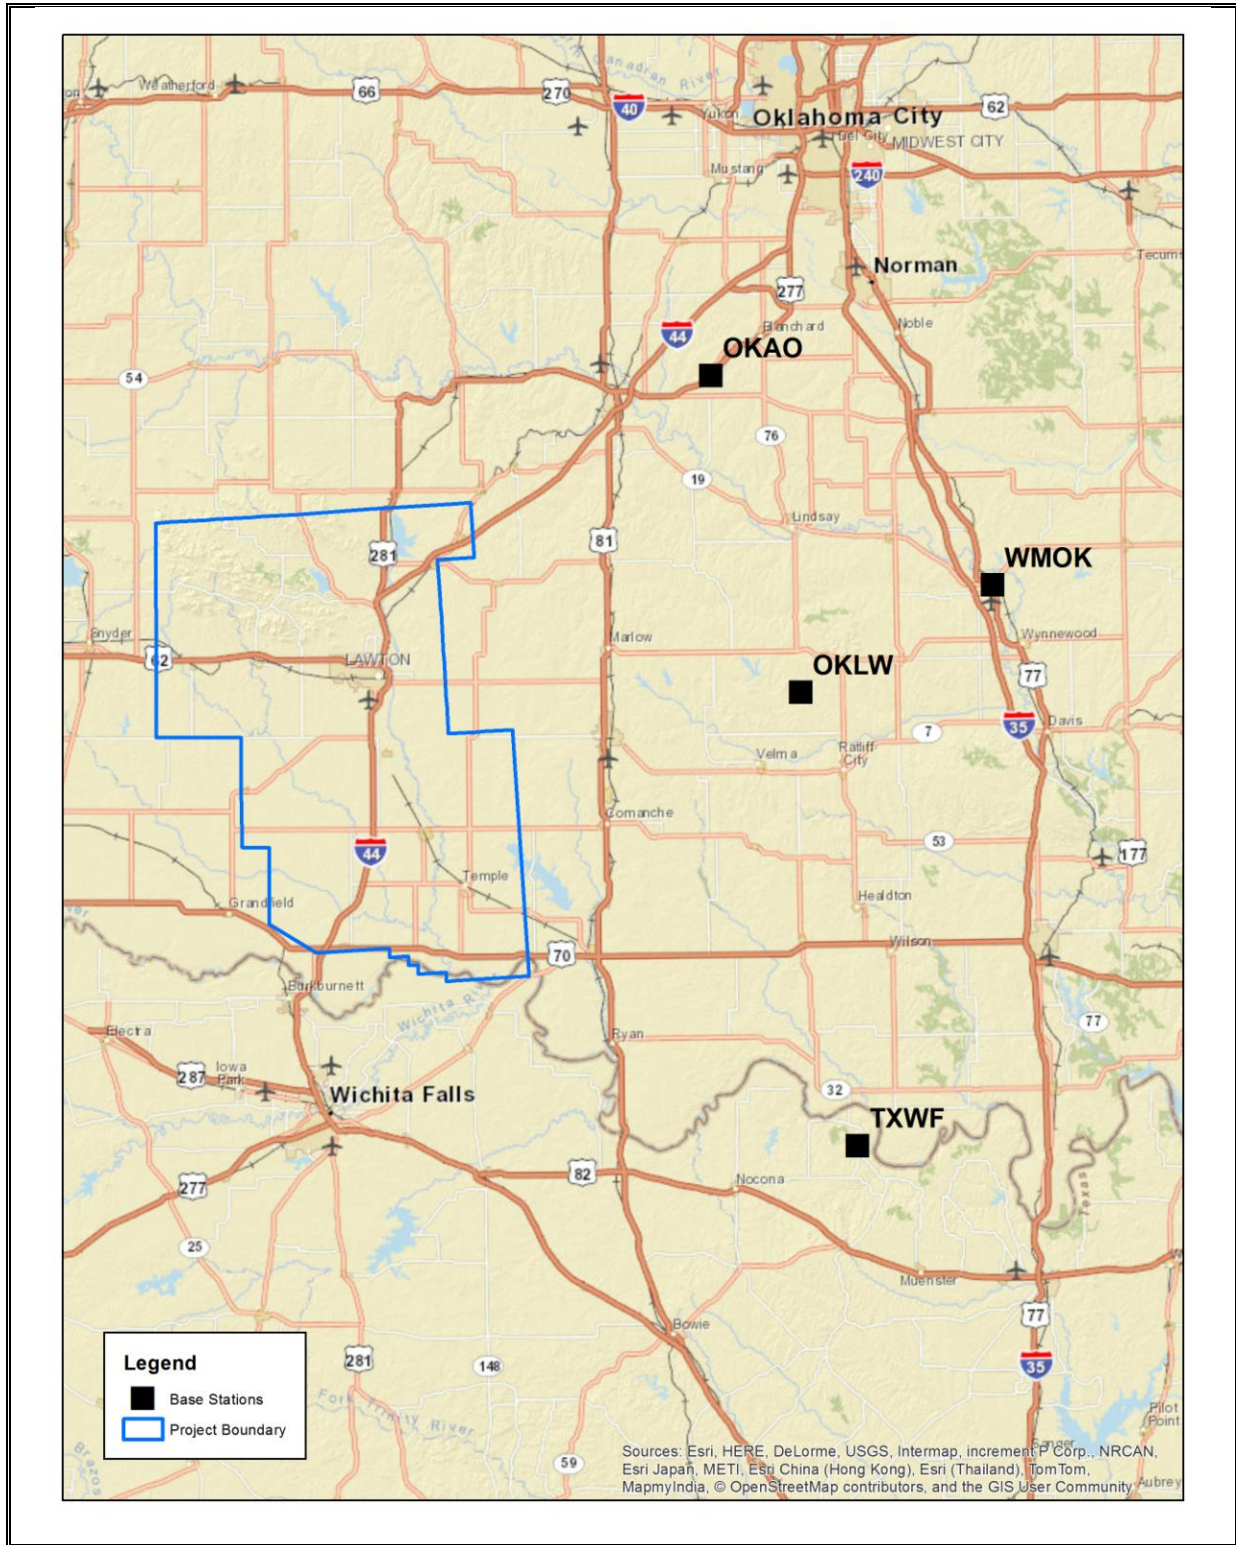 North Canadian River
Weatherford
66
270
40
Yukon
Oklahoma City
62
Del City
MIDWEST CITY
Mustang
240
Norman
Tecums
277
44
Blanchard
Noble
OKAO
54
76
19
Lindsay
281
81
WMOK
Snyder
62
LAWTON
Marlow
Wynnewood
77
OKLW
35
7
Davis
Velma
Ratliff
City
Comanche
44
53
177
Temple
Healdton
Grandfield
Wilson
70
Burkburnett
Wichita River
77
Electra
Ryan
287
Iowa
Park
Wichita Falls
32
TXWF
277
82
Nocona
Texas
25
Muenster
77
Bowie
281
148
35
Legend
Base Stations
Project Boundary
Fork Trinity River
Brazos
59
Pilot
Point
Sanger
Sources: Esri, HERE, DeLorme, USGS, Intermap, increment P Corp., NRCAN,
Esri Japan, METI, Esri China (Hong Kong), Esri (Thailand), TomTom,
MapmyIndia, © OpenStreetMap contributors, and the GIS User Community
Aubrey